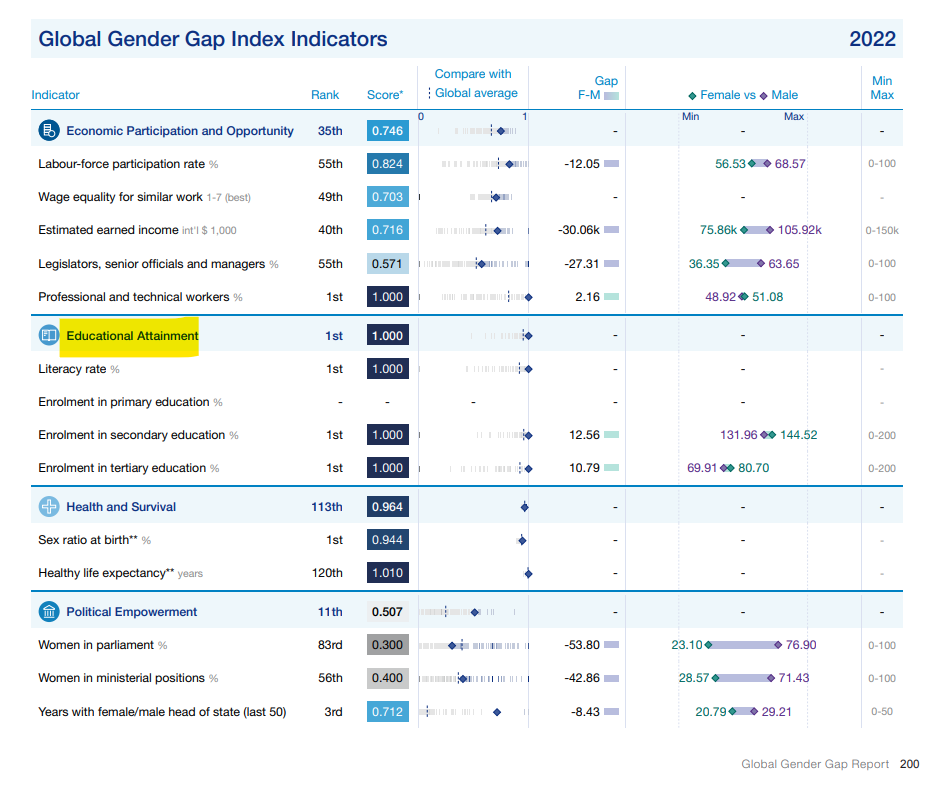 Global Gender Gap Index Indicators 2022
Compare with
Global average
Gap
F-M
Min
Max
Indicator Rank Score* Female vs Male
0 1 Min Max
Economic Participation and Opportunity 35th 0.746 - - -
Labour-force participation rate % 55th 0.824 -12.05 56.53 68.57 0-100
Wage equality for similar work 1-7 (best) 49th 0.703 - - -
Estimated earned income int'l $ 1,000 40th 0.716 -30.06k 75.86k 105.92k 0-150k
Legislators, senior officials and managers % 55th 0.571 -27.31 36.35 63.65 0-100
Professional and technical workers % 1st 1.000 2.16 48.92 51.08 0-100
Educational Attainment 1st 1.000 - - -
Literacy rate % 1st 1.000 - - -
Enrolment in primary education % - - - - - -
Enrolment in secondary education % 1st 1.000 12.56 131.96 144.52 0-200
Enrolment in tertiary education % 1st 1.000 10.79 69.91 80.70 0-200
Health and Survival 113th 0.964 - - -
Sex ratio at birth** % 1st 0.944 - - -
Healthy life expectancy** years 120th 1.010 - - -
Political Empowerment 11th 0.507 - - -
Women in parliament % 83rd 0.300 -53.80 23.10 76.90 0-100
Women in ministerial positions % 56th 0.400 -42.86 28.57 71.43 0-100
Years with female/male head of state (last 50) 3rd 0.712 -8.43 20.79 29.21 0-50
Global Gender Gap Report 200